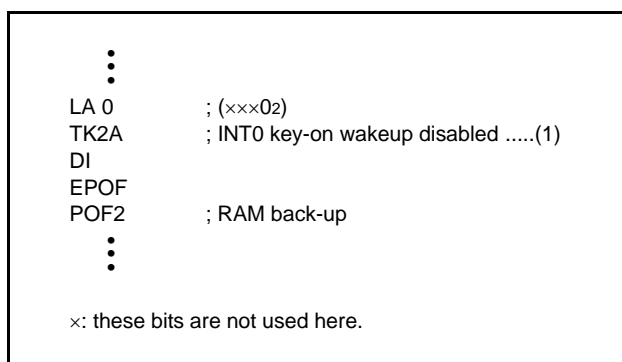 LA 0 ; (×××0₂)
TK2A ; INT0 key-on wakeup disabled .....(1)
DI
EPOF
POF2 ; RAM back-up
×: these bits are not used here.